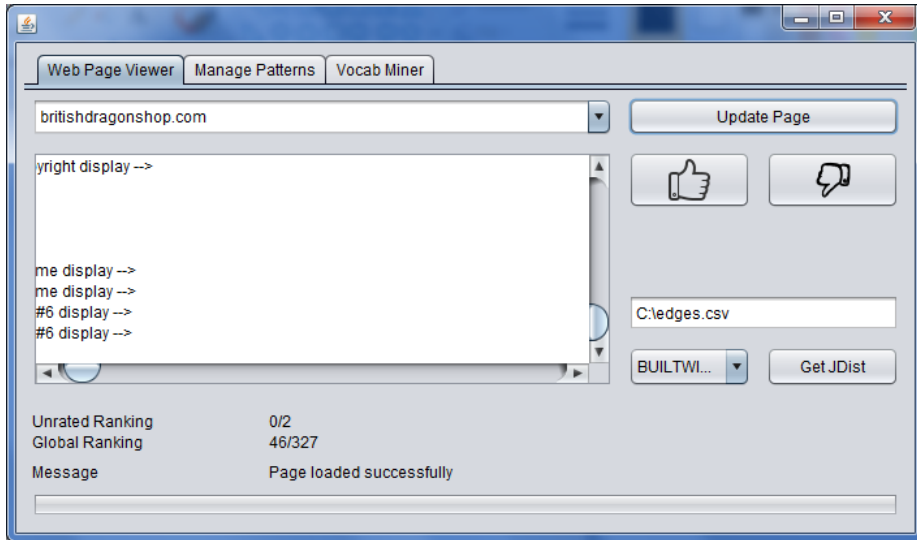 Web Page Viewer Manage Patterns Vocab Miner
britishdragonshop.com Update Page
yright display -->
me display -->
me display -->
#6 display -->
#6 display -->
C:\edges.csv
BUILTWI... Get JDist
Unrated Ranking 0/2
Global Ranking 46/327
Message Page loaded successfully